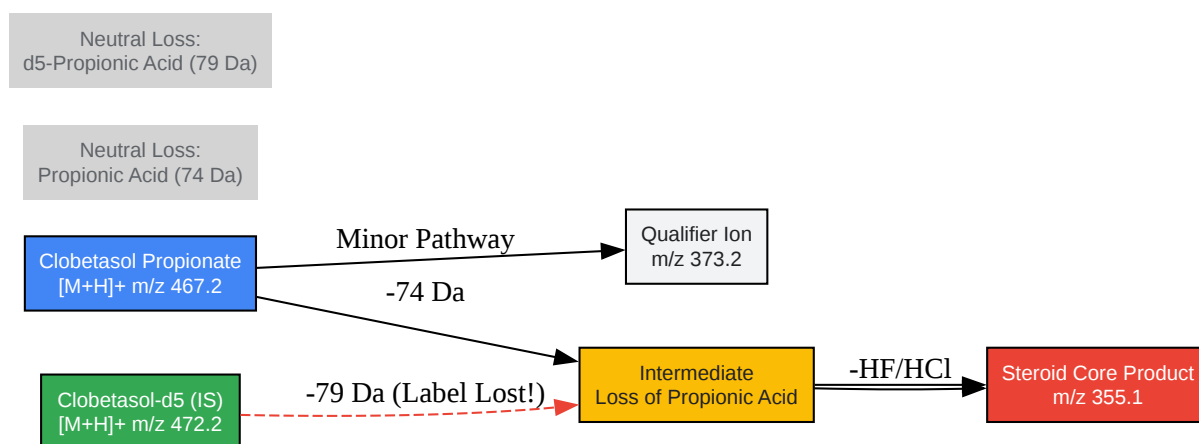 Neutral Loss:
d5-Propionic Acid (79 Da)
Neutral Loss:
Propionic Acid (74 Da)
Clobetasol Propionate
[M+H]+ m/z 467.2
Minor Pathway
Qualifier Ion
m/z 373.2
-74 Da
Clobetasol-d5 (IS)
[M+H]+ m/z 472.2
-79 Da (Label Lost!)
Intermediate
Loss of Propionic Acid
-HF/HCl
Steroid Core Product
m/z 355.1